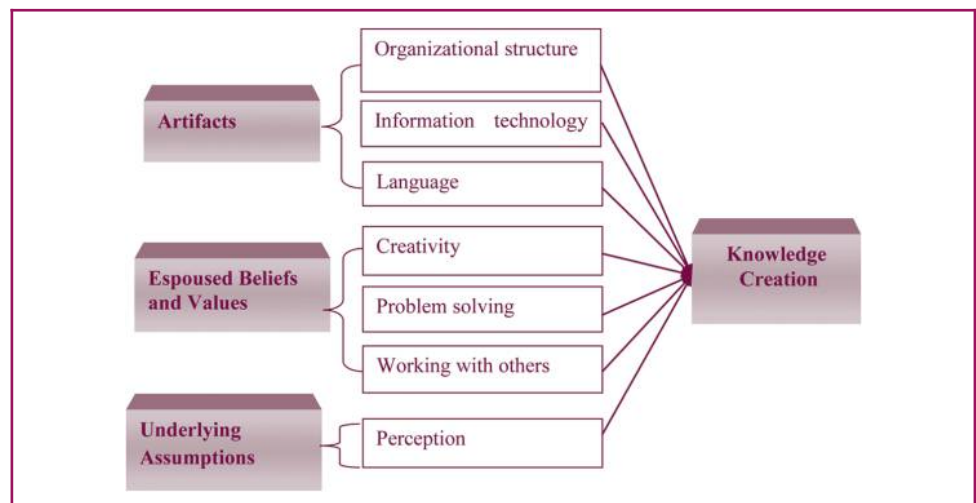 Organizational structure
Artifacts
Information technology
Language
Espoused Beliefs
and Values
Creativity
Problem solving
Working with others
Underlying
Assumptions
Perception
Knowledge
Creation